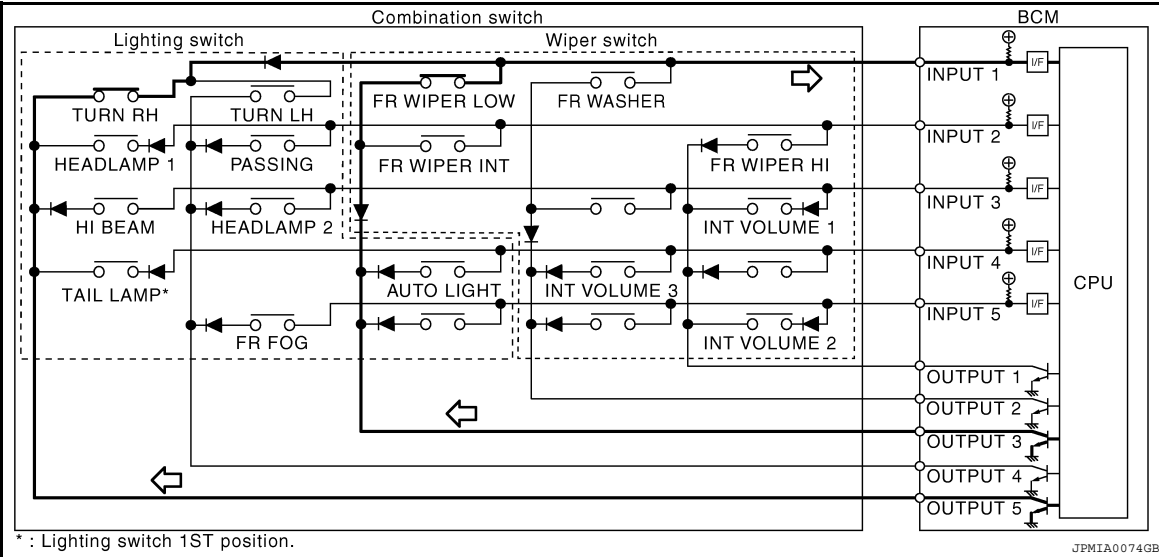 Combination switch
BCM
Lighting switch
Wiper switch
INPUT 1
I/F
TURN RH
TURN LH
FR WIPER LOW
FR WASHER
INPUT 2
I/F
HEADLAMP 1
PASSING
FR WIPER INT
FR WIPER HI
INPUT 3
I/F
HI BEAM
HEADLAMP 2
INT VOLUME 1
INPUT 4
I/F
TAIL LAMP*
AUTO LIGHT
INT VOLUME 3
CPU
INPUT 5
I/F
FR FOG
INT VOLUME 2
OUTPUT 1
OUTPUT 2
OUTPUT 3
OUTPUT 4
OUTPUT 5
* : Lighting switch 1ST position.
JPMIA0074GB